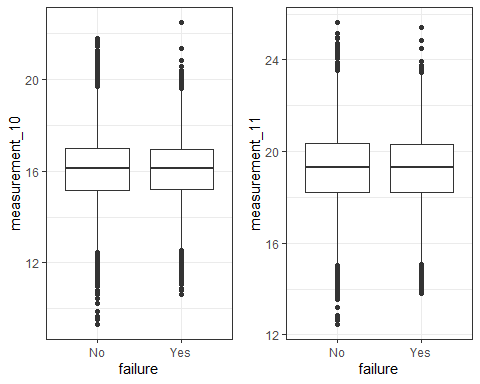 measurement_10
20
16
12
No
Yes
failure
measurement_11
24
20
16
12
No
Yes
failure